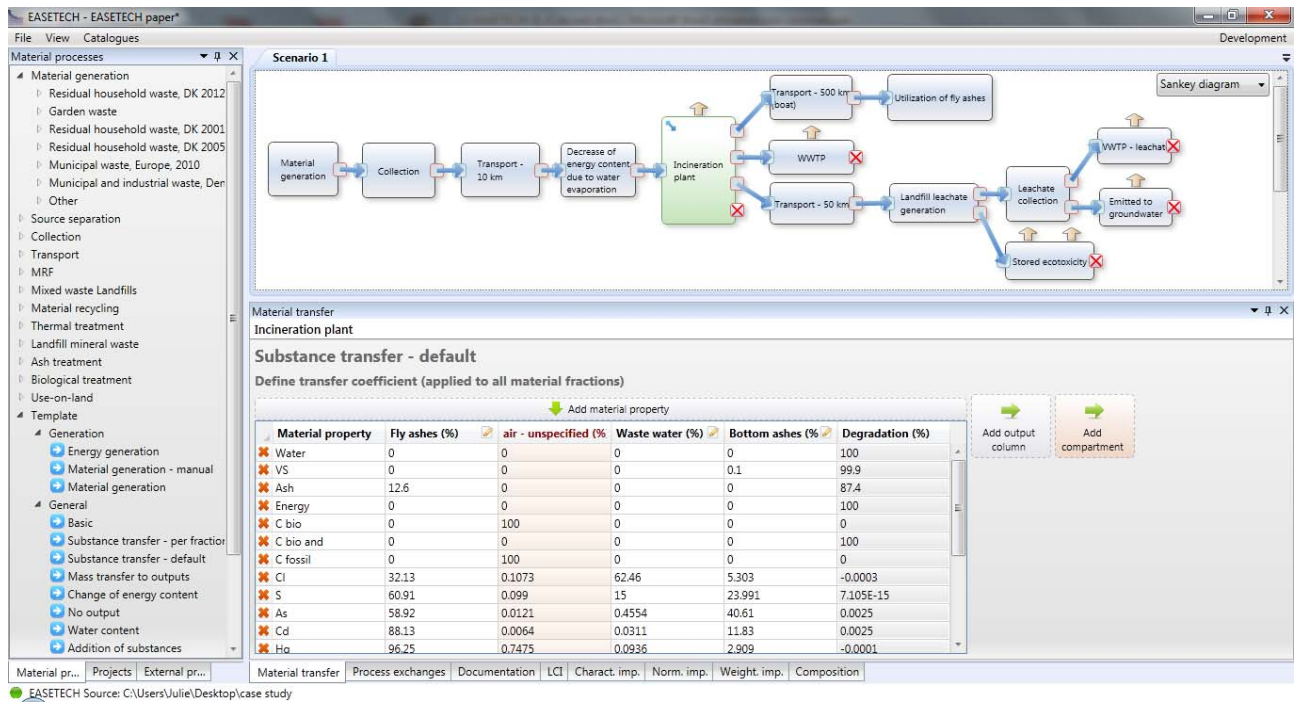 EASETECH - EASETECH paper*
File View Catalogues
Development
Material processes
Material generation
Residual household waste, DK 2012
Garden waste
Residual household waste, DK 2001
Residual household waste, DK 2005
Municipal waste, Europe, 2010
Municipal and industrial waste, Der
Other
Source separation
Collection
Transport
MRF
Mixed waste Landfills
Material recycling
Thermal treatment
Landfill mineral waste
Ash treatment
Biological treatment
Use-on-land
Template
Generation
Energy generation
Material generation - manual
Material generation
General
Basic
Substance transfer - per fraction
Substance transfer - default
Mass transfer to outputs
Change of energy content
No output
Water content
Addition of substances
Material pr... Projects External pr...
Scenario 1
Sankey diagram
Material
generation
Collection
Transport -
10 km
Decrease of
energy content
due to water
evaporation
Incineration
plant
Transport - 500 km
(boat)
Utilization of fly ashes
WWTP
Transport - 50 km
Landfill leachate
generation
Leachate
collection
WWTP - leachat
Emitted to
groundwater
Stored ecotoxicity
Material transfer
Incineration plant
Substance transfer - default
Define transfer coefficient (applied to all material fractions)
Add material property
Add output
column
Add
compartment
Material property Fly ashes (%) air - unspecified (% Waste water (%) Bottom ashes (% Degradation (%)
Water 0 0 0 0 100
VS 0 0 0 0.1 99.9
Ash 12.6 0 0 0 87.4
Energy 0 0 0 0 100
C bio 0 100 0 0 0
C bio and 0 0 0 0 100
C fossil 0 100 0 0 0
Cl 32.13 0.1073 62.46 5.303 -0.0003
S 60.91 0.099 15 23.991 7.105E-15
As 58.92 0.0121 0.4554 40.61 0.0025
Cd 88.13 0.0064 0.0311 11.83 0.0025
Hg 96.25 0.7475 0.0936 2.909 -0.0001
Material transfer Process exchanges Documentation LCI Charact. imp. Norm. imp. Weight. imp. Composition
EASETECH Source: C:\Users\Julie\Desktop\case study